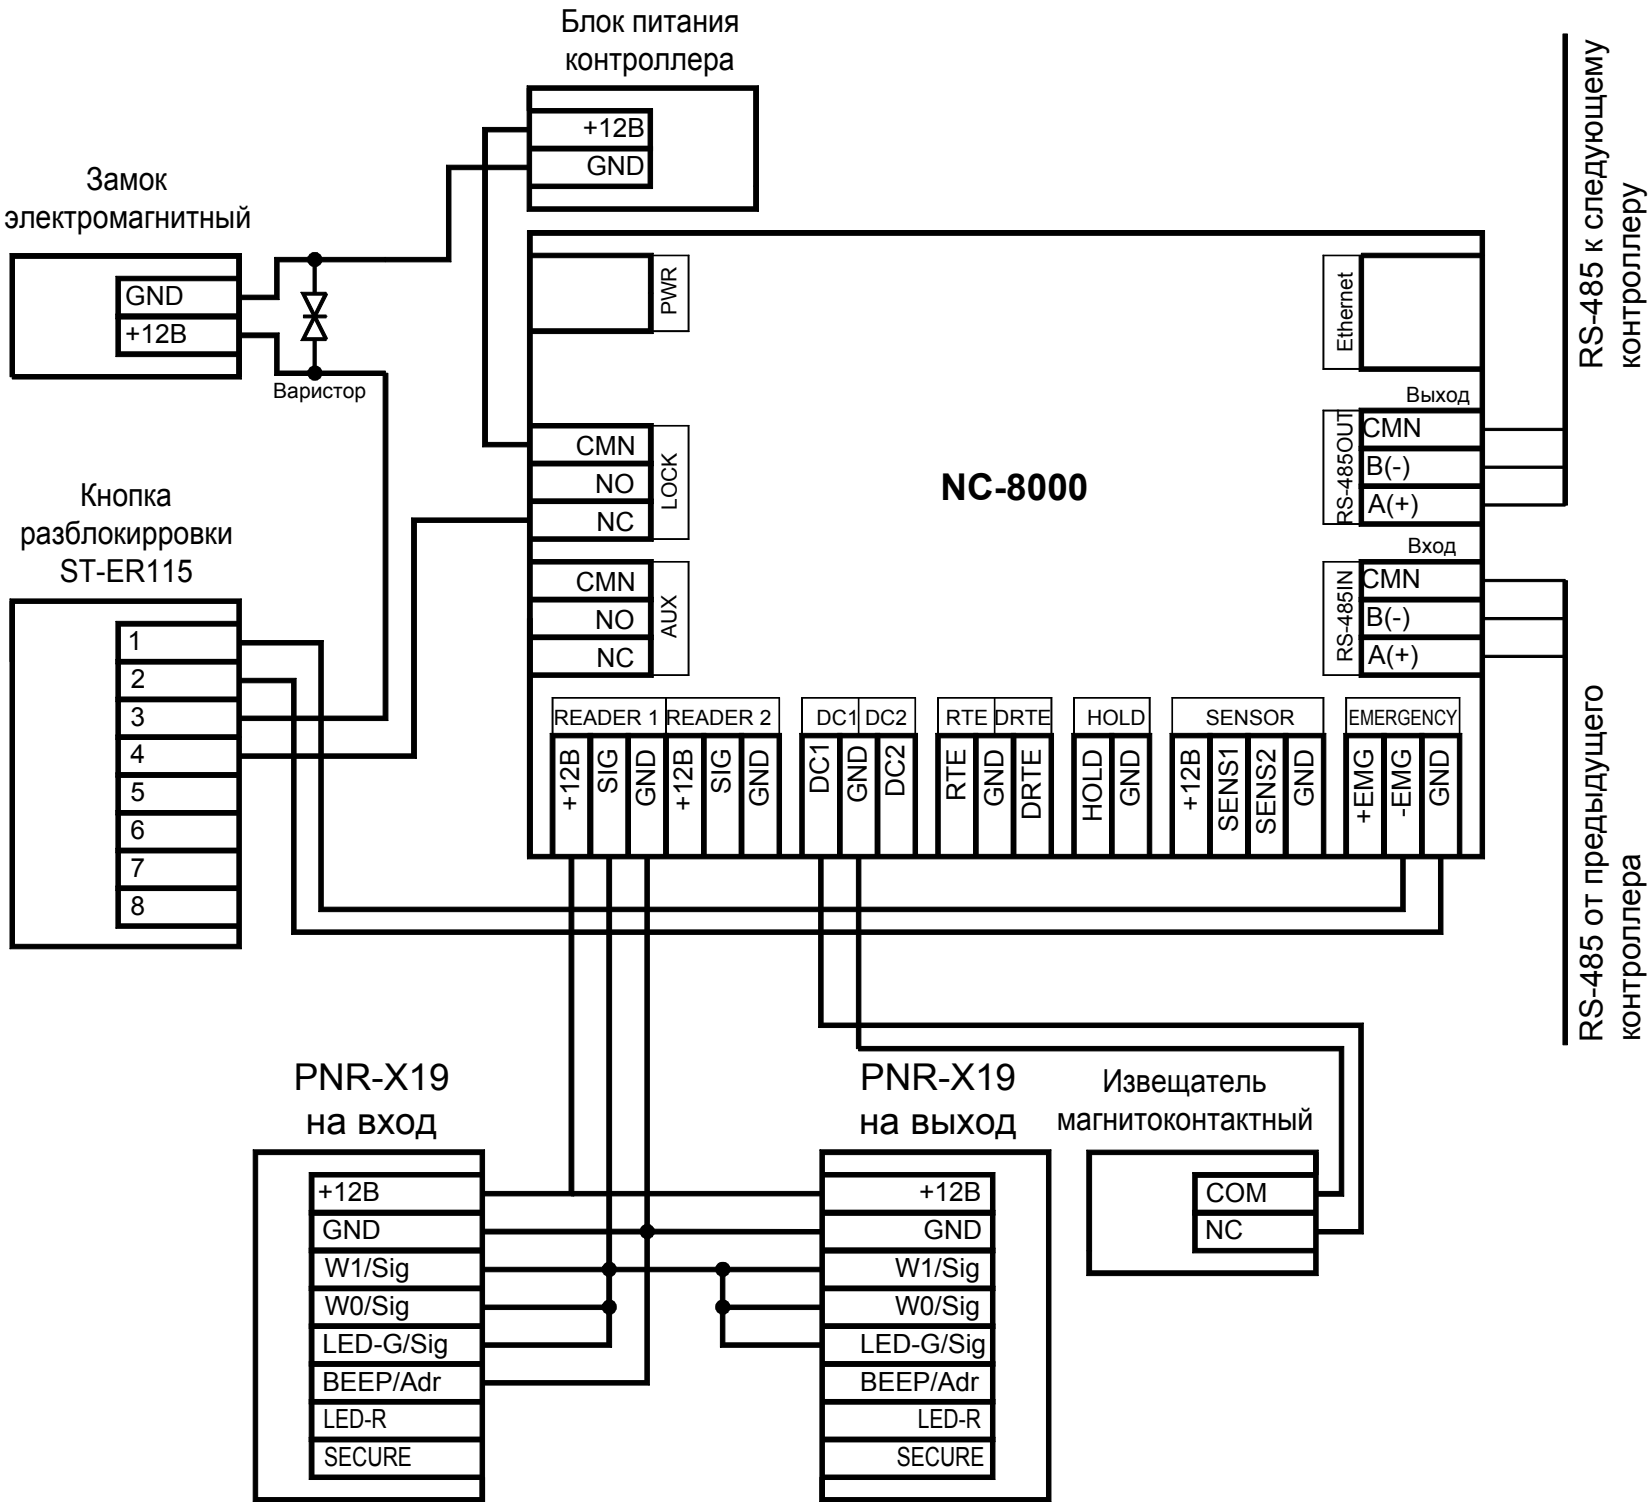 Блок питания
контроллера
+12В
GND
Замок
электромагнитный
GND
+12В
Варистор
Кнопка
разблокирровки
ST-ER115
1
2
3
4
5
6
7
8
NC-8000
PWR
CMN
NO
NC
LOCK
CMN
NO
NC
AUX
Ethernet
Выход
RS-485OUT
CMN
B(-)
A(+)
Вход
RS-485IN
CMN
B(-)
A(+)
RS-485 к следующему
контроллеру
RS-485 от предыдущего
контроллера
READER 1 READER 2 DC1 DC2 RTE DRTE HOLD SENSOR EMERGENCY
+12В
SIG
GND
+12В
SIG
GND
DC1
GND
DC2
RTE
GND
DRTE
HOLD
GND
+12В
SENS1
SENS2
GND
+EMG
-EMG
GND
PNR-X19
на вход
+12В
GND
W1/Sig
W0/Sig
LED-G/Sig
BEEP/Adr
LED-R
SECURE
PNR-X19
на выход
+12В
GND
W1/Sig
W0/Sig
LED-G/Sig
BEEP/Adr
LED-R
SECURE
Извещатель
магнитоконтактный
COM
NC